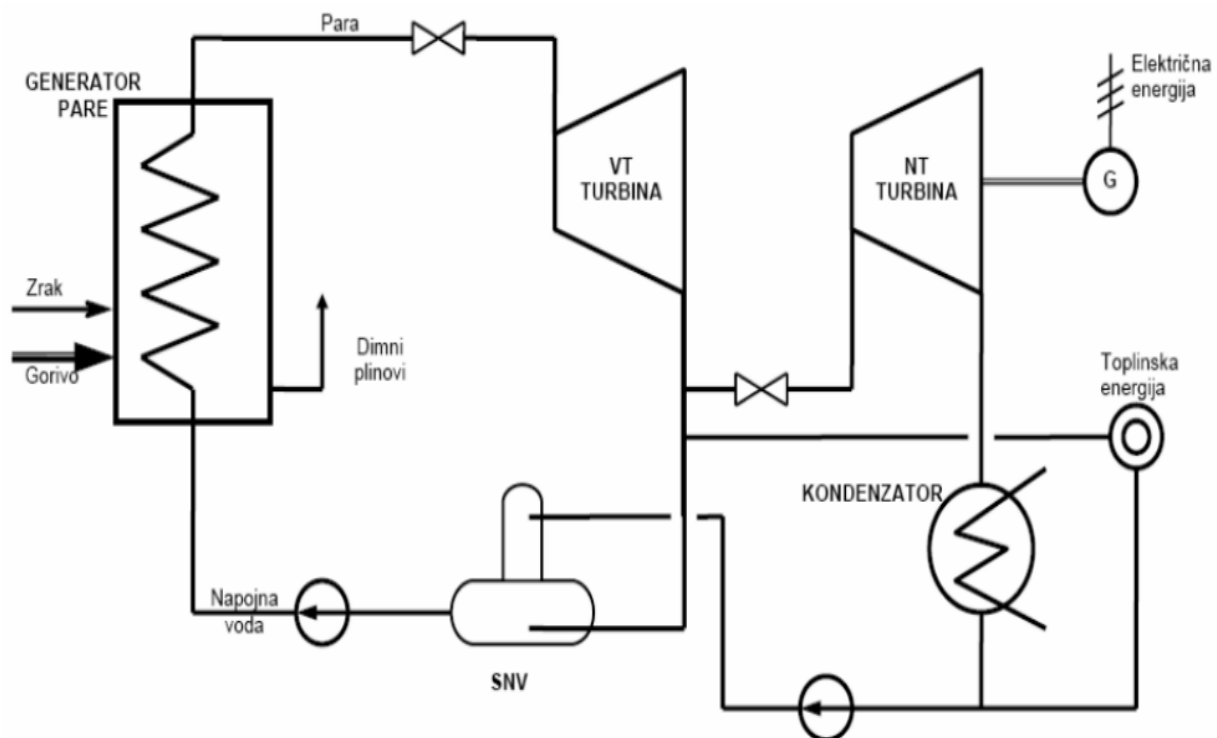 Para
GENERATOR
PARE
Električna
energija
VT
TURBINA
NT
TURBINA
G
Zrak
Gorivo
Dimni
plinovi
Toplinska
energija
KONDENZATOR
Napojna
voda
SNV